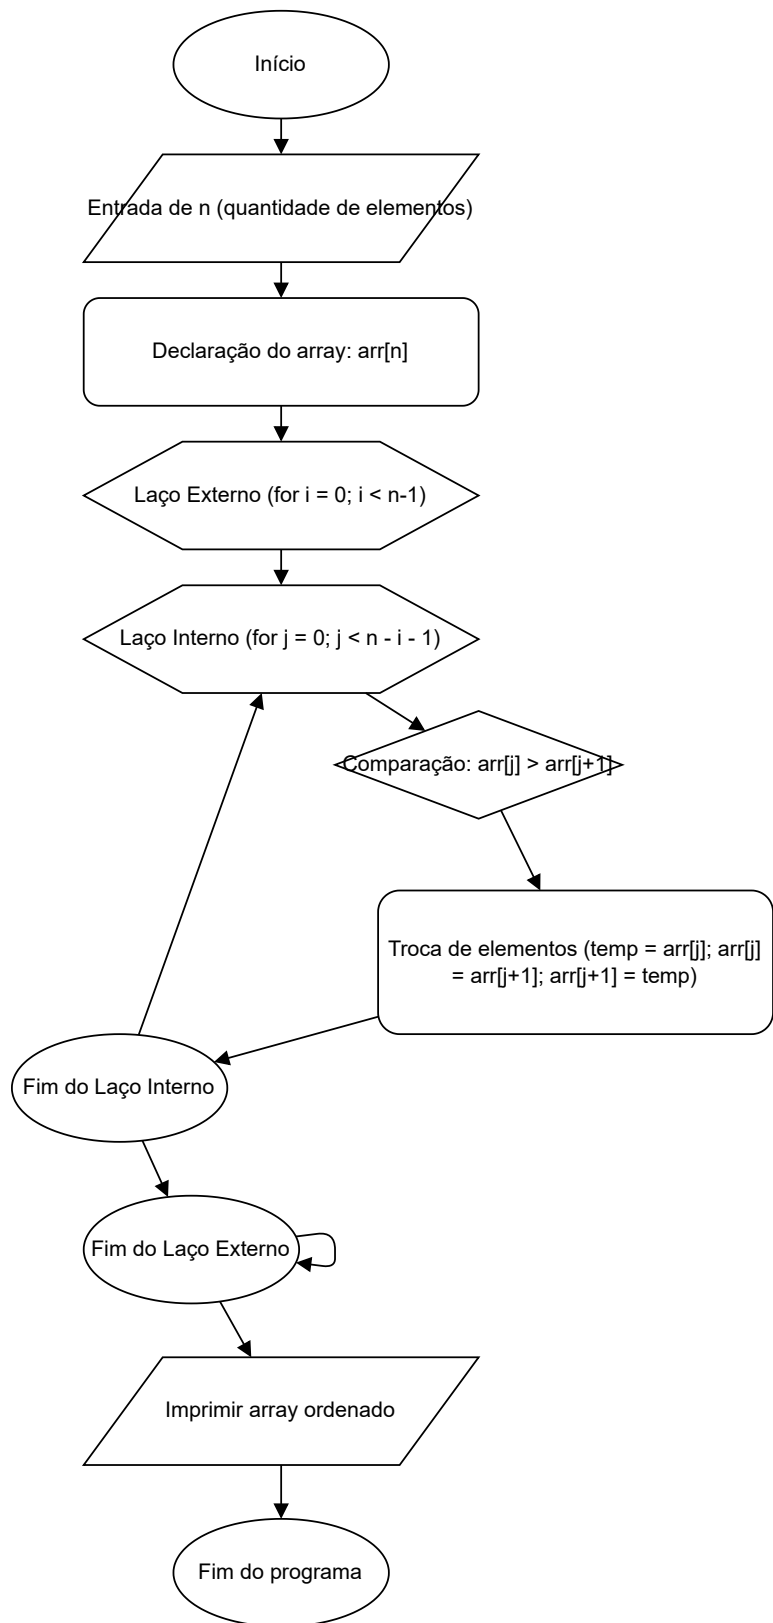 Início
Entrada de n (quantidade de elementos)
Declaração do array: arr[n]
Laço Externo (for i = 0; i < n-1)
Laço Interno (for j = 0; j < n - i - 1)
Comparação: arr[j] > arr[j+1]
Troca de elementos (temp = arr[j]; arr[j]
= arr[j+1]; arr[j+1] = temp)
Fim do Laço Interno
Fim do Laço Externo
Imprimir array ordenado
Fim do programa